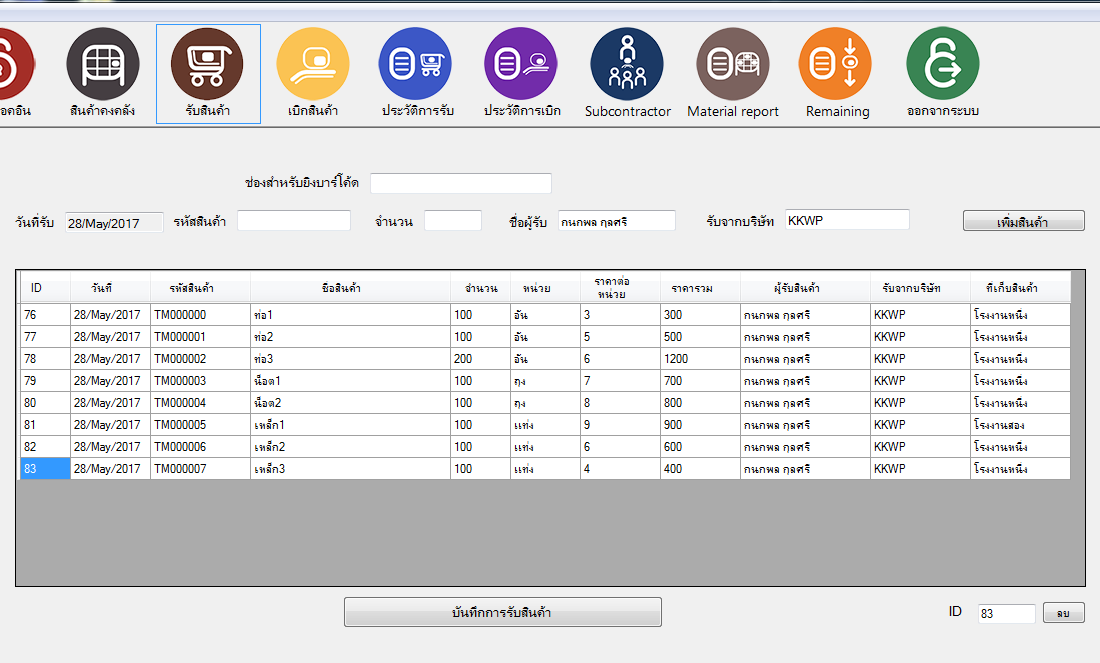 อคอิน สินค้าคงคลัง รับสินค้า เบิกสินค้า ประวัติการรับ ประวัติการเบิก Subcontractor Material report Remaining ออกจากระบบ
ช่องสำหรับยิงบาร์โค้ด
วันที่รับ 28/May/2017 รหัสสินค้า จำนวน ชื่อผู้รับ กนกพล กุลศรี รับจากบริษัท KKWP เพิ่มสินค้า
ID วันที่ รหัสสินค้า ชื่อสินค้า จำนวน หน่วย ราคาต่อหน่วย ราคารวม ผู้รับสินค้า รับจากบริษัท ที่เก็บสินค้า
76 28/May/2017 TM000000 ท่อ1 100 อัน 3 300 กนกพล กุลศรี KKWP โรงงานหนึ่ง
77 28/May/2017 TM000001 ท่อ2 100 อัน 5 500 กนกพล กุลศรี KKWP โรงงานหนึ่ง
78 28/May/2017 TM000002 ท่อ3 200 อัน 6 1200 กนกพล กุลศรี KKWP โรงงานหนึ่ง
79 28/May/2017 TM000003 น็อต1 100 ถุง 7 700 กนกพล กุลศรี KKWP โรงงานหนึ่ง
80 28/May/2017 TM000004 น็อต2 100 ถุง 8 800 กนกพล กุลศรี KKWP โรงงานหนึ่ง
81 28/May/2017 TM000005 เหล็ก1 100 แท่ง 9 900 กนกพล กุลศรี KKWP โรงงานสอง
82 28/May/2017 TM000006 เหล็ก2 100 แท่ง 6 600 กนกพล กุลศรี KKWP โรงงานหนึ่ง
83 28/May/2017 TM000007 เหล็ก3 100 แท่ง 4 400 กนกพล กุลศรี KKWP โรงงานหนึ่ง
บันทึกการรับสินค้า ID 83 ลบ